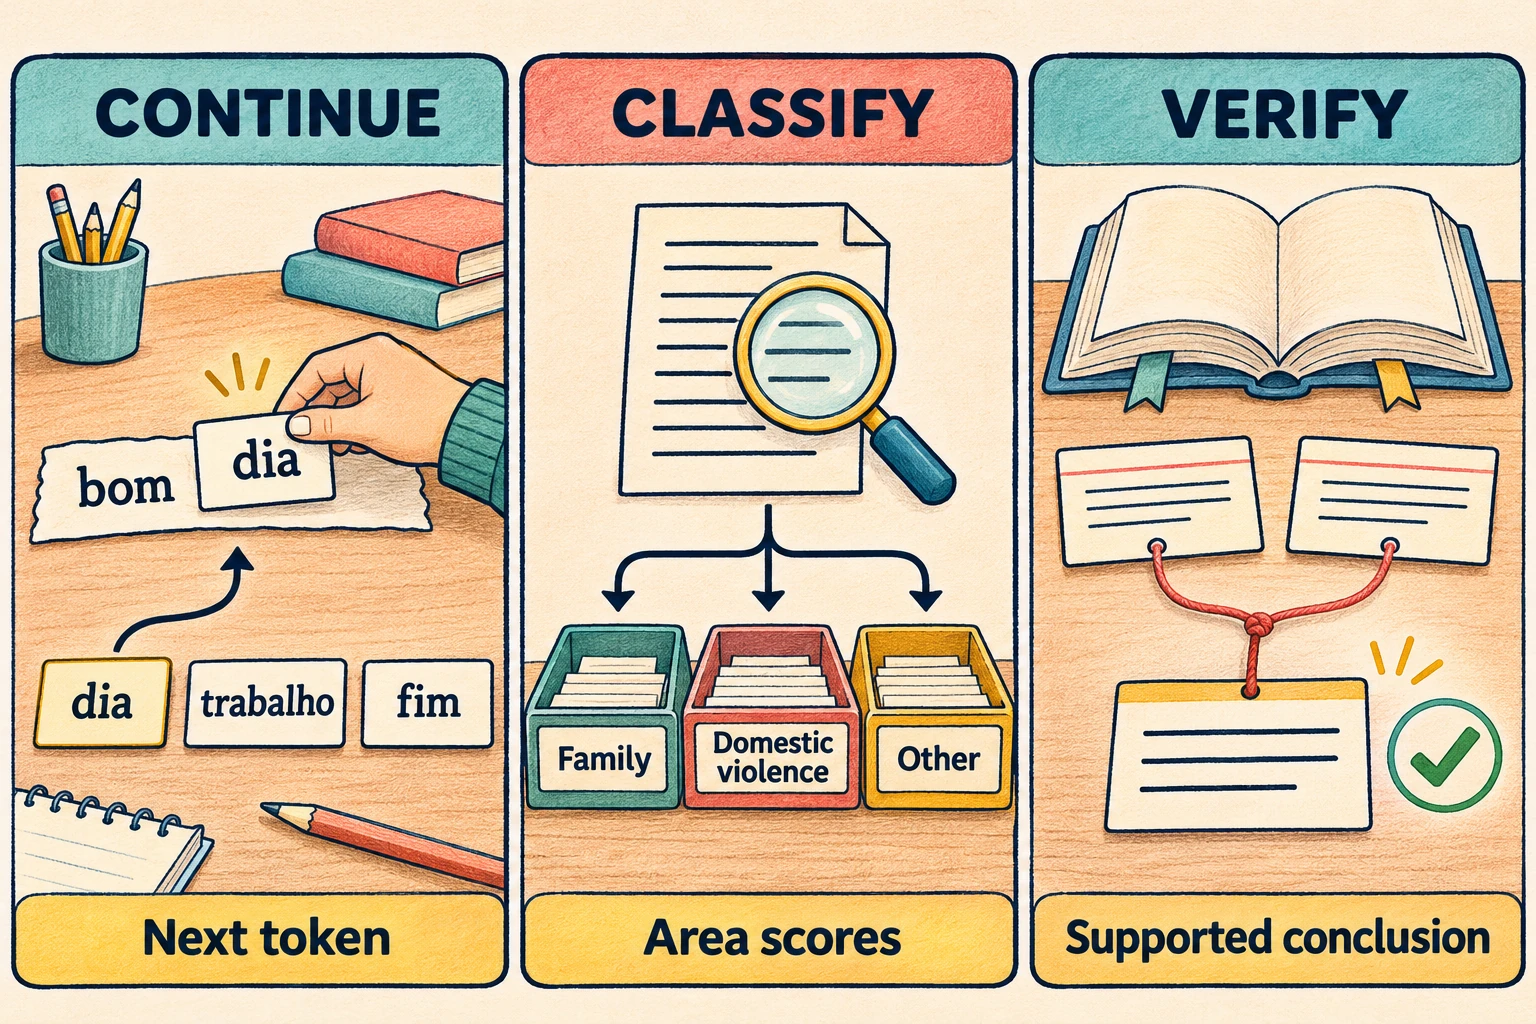 CONTINUE
bom
dia
dia
trabalho
fim
Next token
CLASSIFY
Family
Domestic
violence
Other
Area scores
VERIFY
Supported conclusion